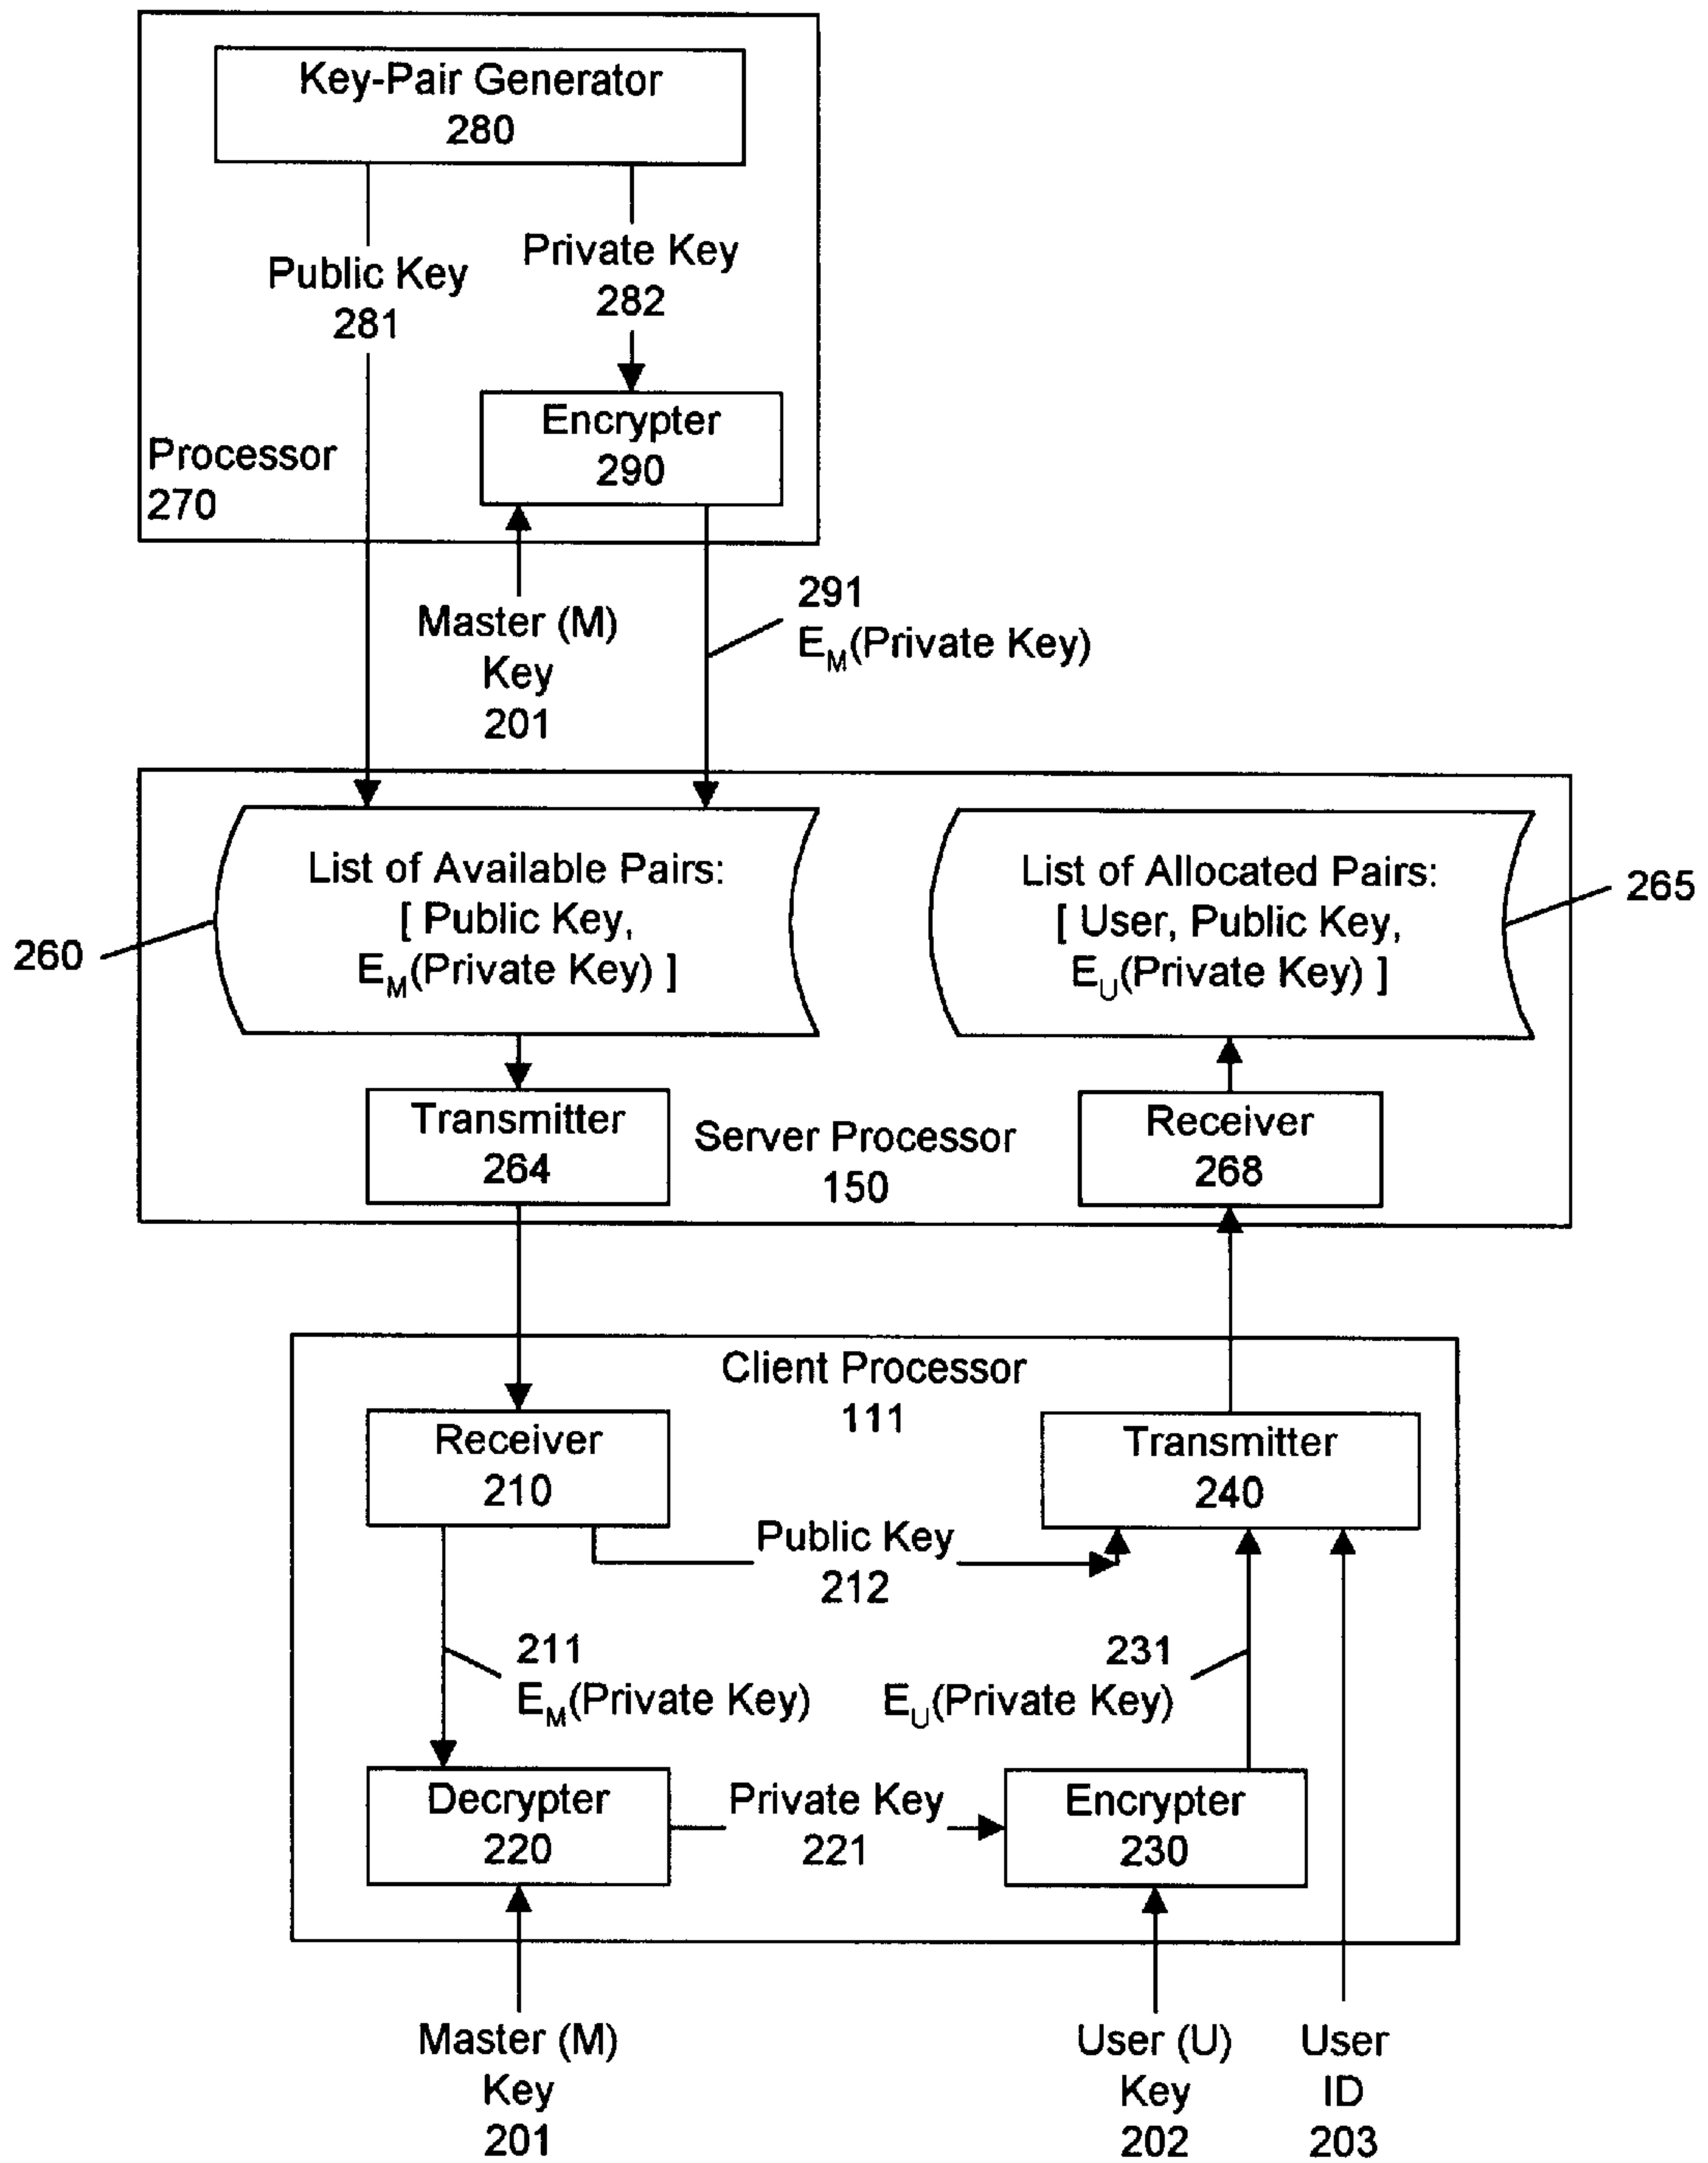 Key-Pair Generator
280
Public Key
281
Private Key
282
Encrypter
290
Processor
270
Master (M)
Key
201
291
E_M(Private Key)
List of Available Pairs:
[ Public Key,
E_M(Private Key) ]
260
List of Allocated Pairs:
[ User, Public Key,
E_U(Private Key) ]
265
Transmitter
264
Server Processor
150
Receiver
268
Client Processor
111
Receiver
210
Transmitter
240
Public Key
212
211
E_M(Private Key)
231
E_U(Private Key)
Decrypter
220
Private Key
221
Encrypter
230
Master (M)
Key
201
User (U)
Key
202
User
ID
203